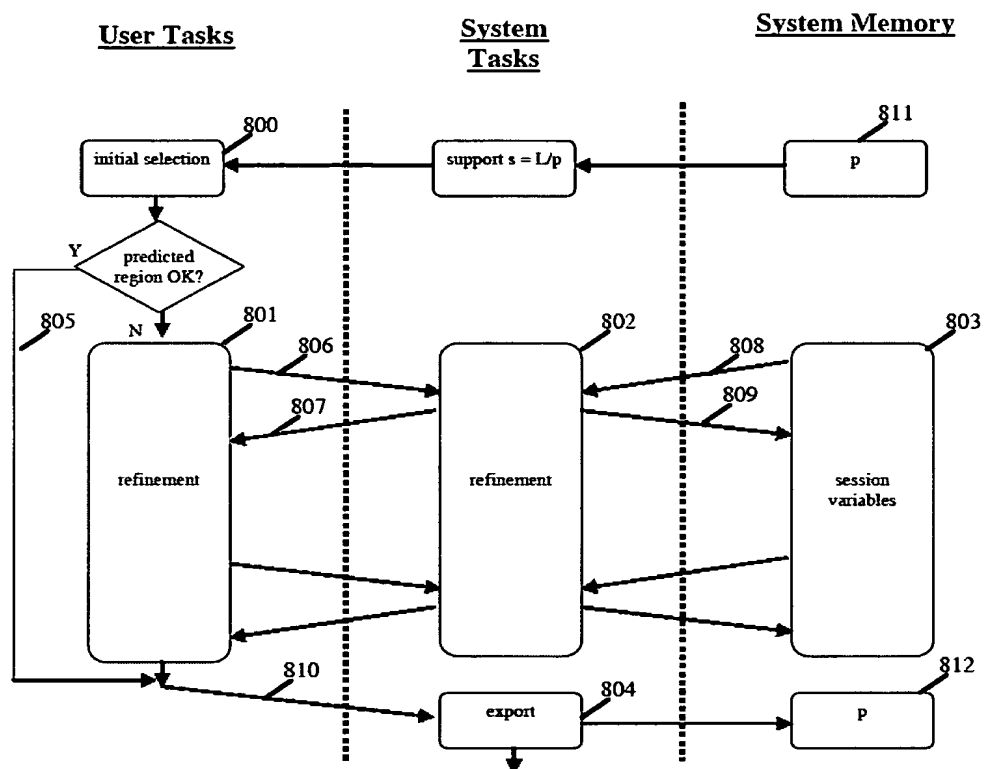 User Tasks
System
Tasks
System Memory
800
811
initial selection
support s = L/p
p
Y
predicted
region OK?
805
N
801
802
803
806
808
807
809
refinement
refinement
session
variables
810
804
812
export
p